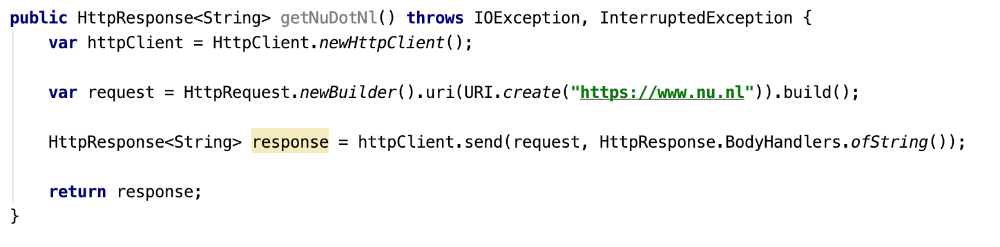 public HttpResponse<String> getNuDotNl() throws IOException, InterruptedException {
var httpClient = HttpClient.newHttpClient();
var request = HttpRequest.newBuilder().uri(URI.create("https://www.nu.nl")).build();
HttpResponse<String> response = httpClient.send(request, HttpResponse.BodyHandlers.ofString());
return response;
}